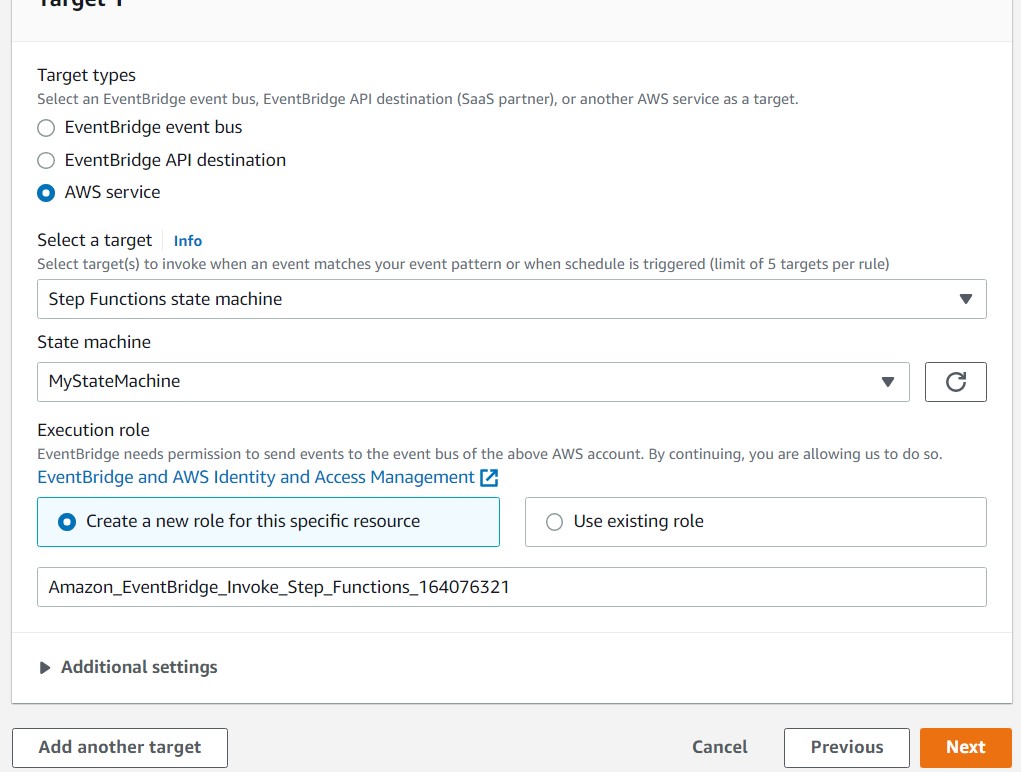 Target 1
Target types
Select an EventBridge event bus, EventBridge API destination (SaaS partner), or another AWS service as a target.
EventBridge event bus
EventBridge API destination
AWS service
Select a target Info
Select target(s) to invoke when an event matches your event pattern or when schedule is triggered (limit of 5 targets per rule)
Step Functions state machine
State machine
MyStateMachine
Execution role
EventBridge needs permission to send events to the event bus of the above AWS account. By continuing, you are allowing us to do so.
EventBridge and AWS Identity and Access Management
Create a new role for this specific resource
Use existing role
Amazon_EventBridge_Invoke_Step_Functions_164076321
Additional settings
Add another target
Cancel
Previous
Next